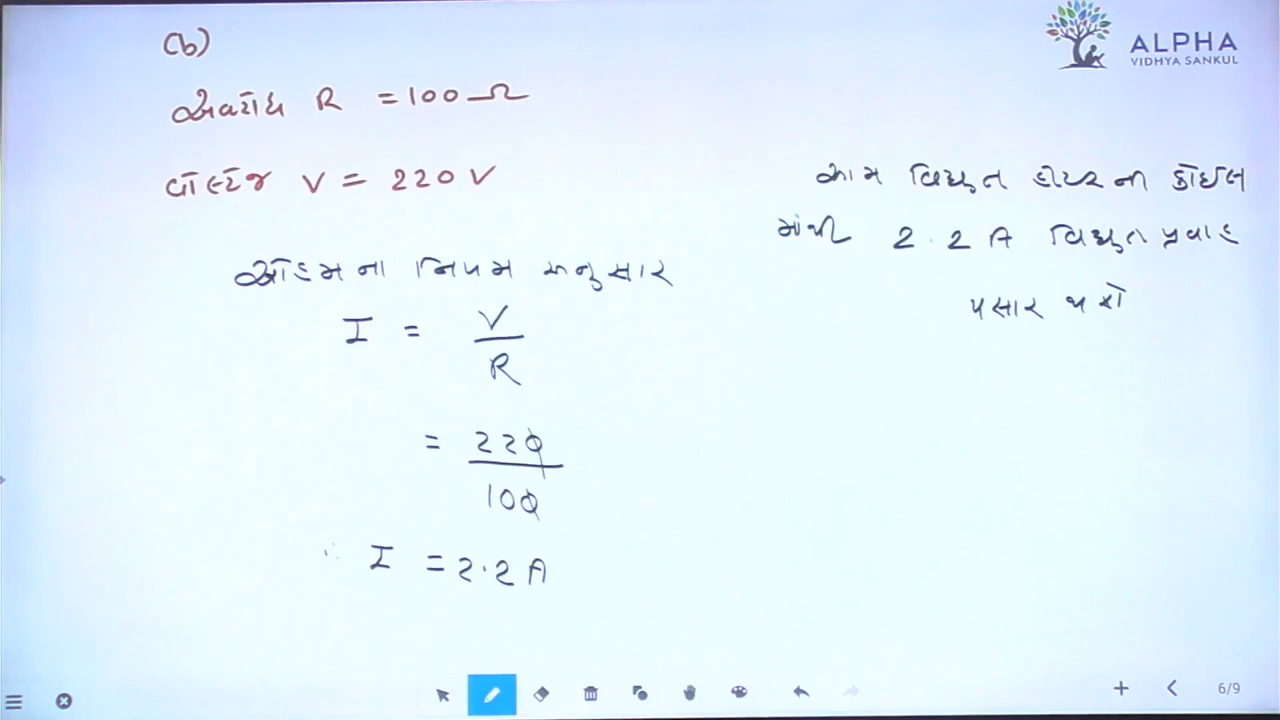 (b)
ALPHA
VIDHYA SANKUL
અવરોધ R = 100 Ω
વોલ્ટેજ V = 220 V
ઓહમના નિયમ અનુસાર
I = V / R
= 220 / 100
∴ I = 2.2 A
આમ વિદ્યુત હીટરની કોઈલ
માંથી 2.2 A વિદ્યુત પ્રવાહ
પસાર થશે
6/9